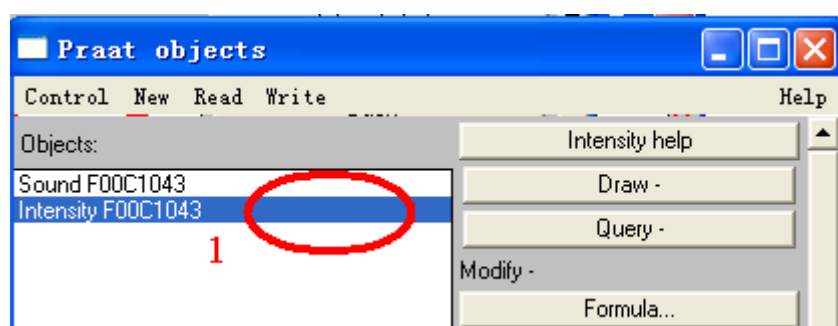 Praat objects
Control New Read Write Help
Objects:
Intensity help
Sound F00C1043
Draw -
Intensity F00C1043
Query -
1
Modify -
Formula...